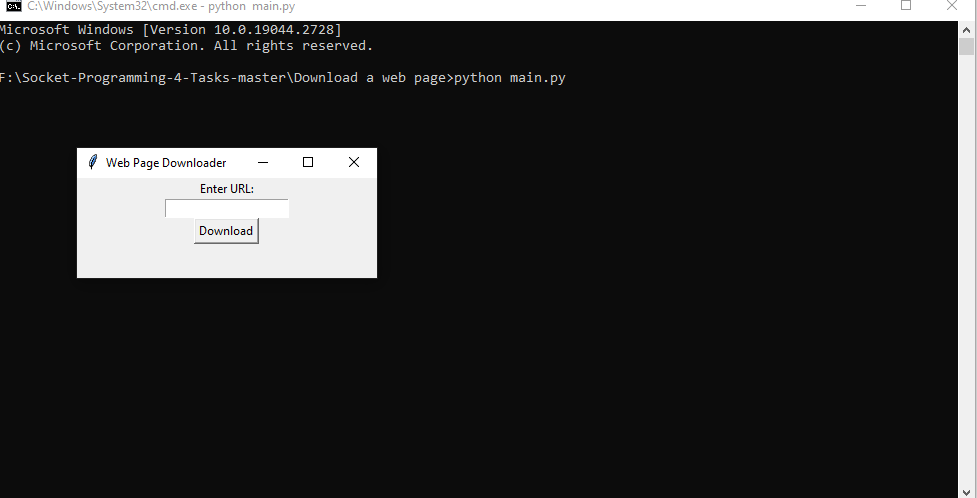 C:\Windows\System32\cmd.exe - python  main.py
Microsoft Windows [Version 10.0.19044.2728]
(c) Microsoft Corporation. All rights reserved.
F:\Socket-Programming-4-Tasks-master\Download a web page>python main.py
Web Page Downloader
Enter URL:
Download